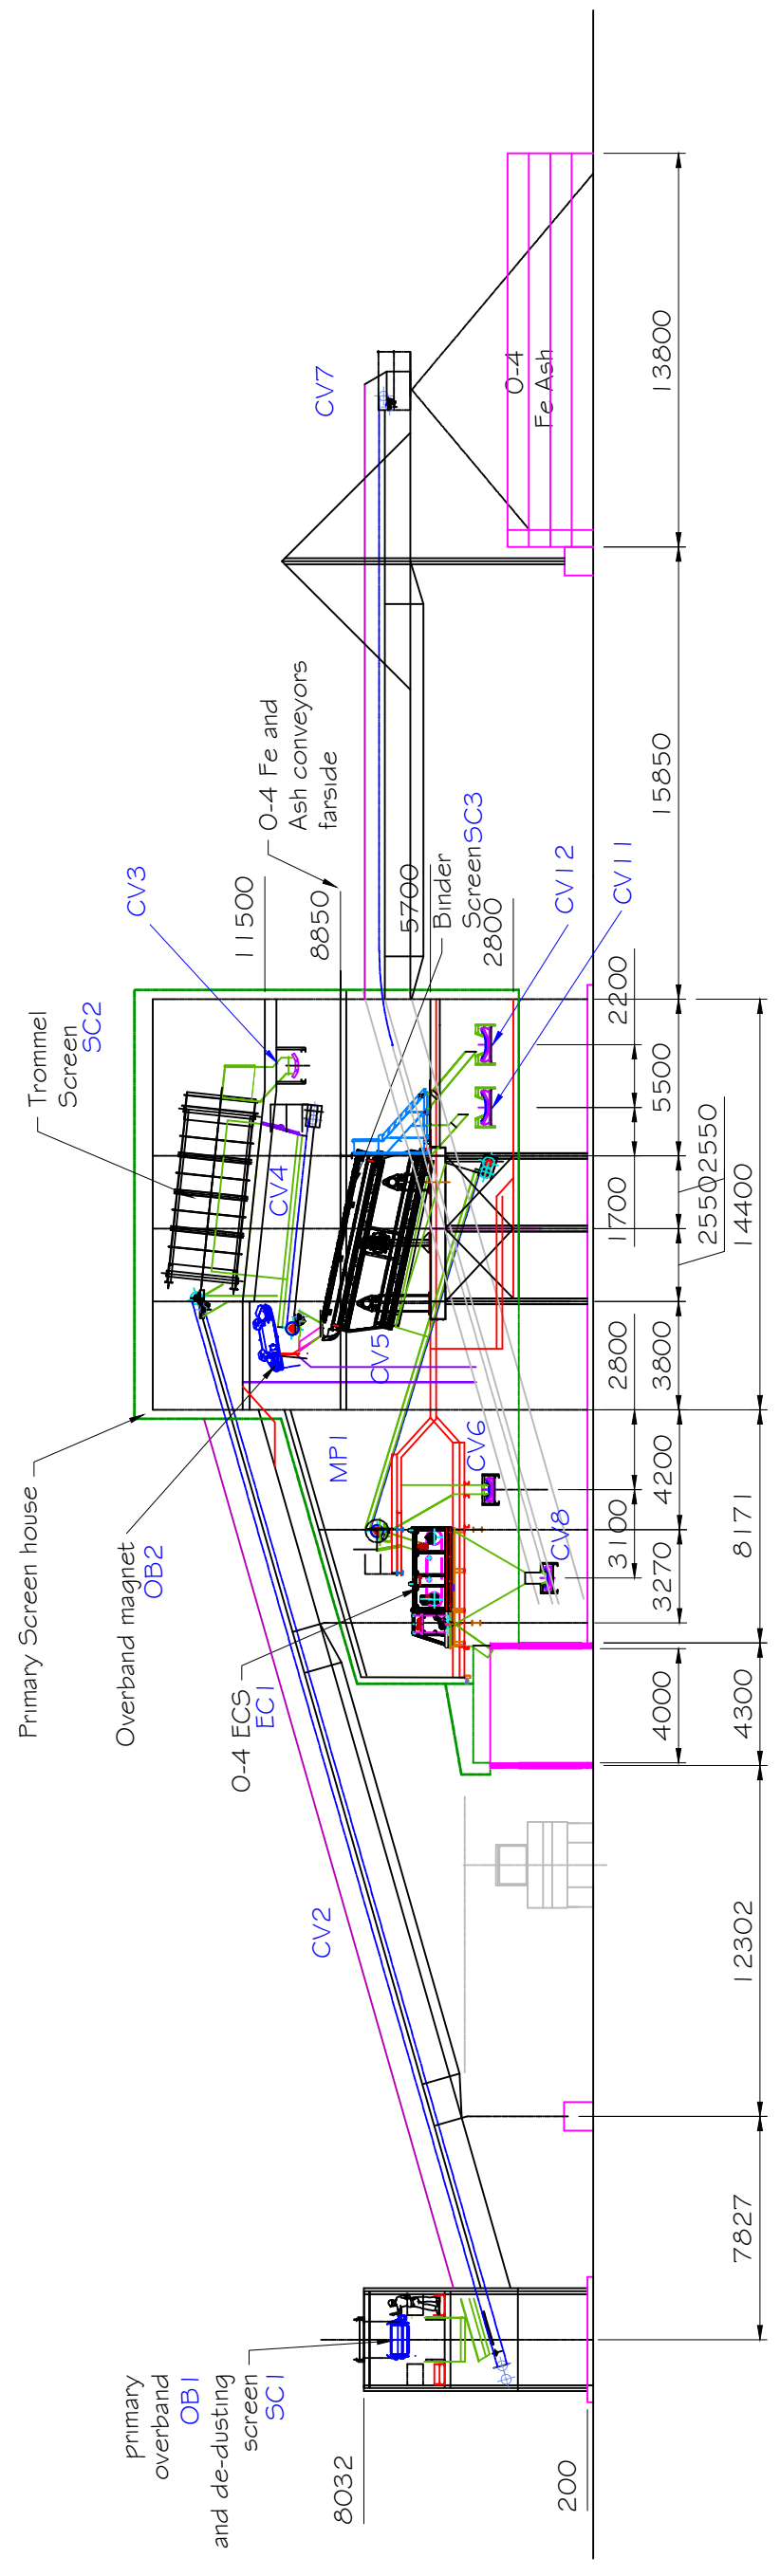 primary
overband
OB1
and de-dusting
screen
SC1
8032
200
7827
CV2
12302
Primary Screen house
Overband magnet
OB2
0-4 ECS
EC1
4000
4300
MP1
CV5
CV6
CV8
3100
2800
3270
4200
8171
Trommel
Screen
SC2
CV4
CV3
11500
8850
5700
2800
Binder
Screen SC3
CV12
CV11
1700
2200
3800
2550
2550
5500
14400
0-4 Fe and
Ash conveyors
farside
15850
CV7
0-4
Fe Ash
13800